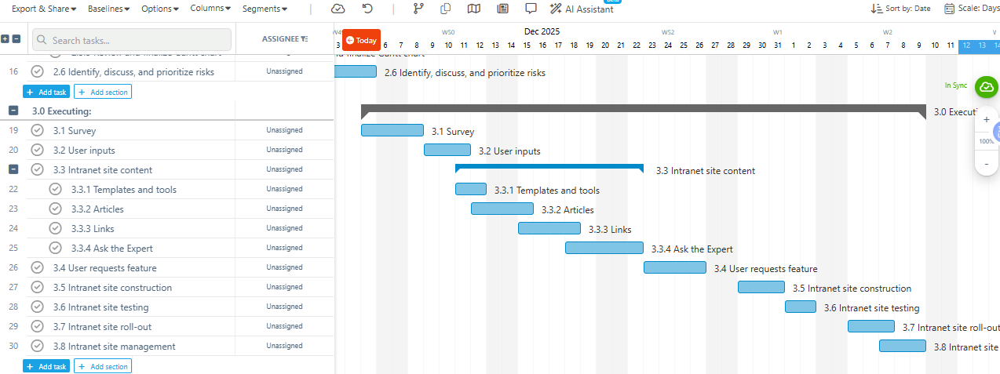 Export & Share Baselines Options Columns Segments AI Assistant beta Sort by: Date Scale: Days
Search tasks... ASSIGNEE
W50 Dec 2025 W52 W1 W2
3 Today 6 7 8 9 10 11 12 13 14 15 16 17 18 19 20 21 22 23 24 25 26 27 28 29 30 31 1 2 3 4 5 6 7 8 9 10 11 12 13 14
16 2.6 Identify, discuss, and prioritize risks Unassigned 2.6 Identify, discuss, and prioritize risks
Add task Add section In Sync
3.0 Executing:
19 3.1 Survey Unassigned 3.1 Survey
100%
20 3.2 User inputs Unassigned 3.2 User inputs
3.3 Intranet site content Unassigned 3.3 Intranet site content
22 3.3.1 Templates and tools Unassigned 3.3.1 Templates and tools
23 3.3.2 Articles Unassigned 3.3.2 Articles
24 3.3.3 Links Unassigned 3.3.3 Links
25 3.3.4 Ask the Expert Unassigned 3.3.4 Ask the Expert
26 3.4 User requests feature Unassigned 3.4 User requests feature
27 3.5 Intranet site construction Unassigned 3.5 Intranet site construction
28 3.6 Intranet site testing Unassigned 3.6 Intranet site testing
29 3.7 Intranet site roll-out Unassigned 3.7 Intranet site roll-out
30 3.8 Intranet site management Unassigned 3.8 Intranet site
Add task Add section